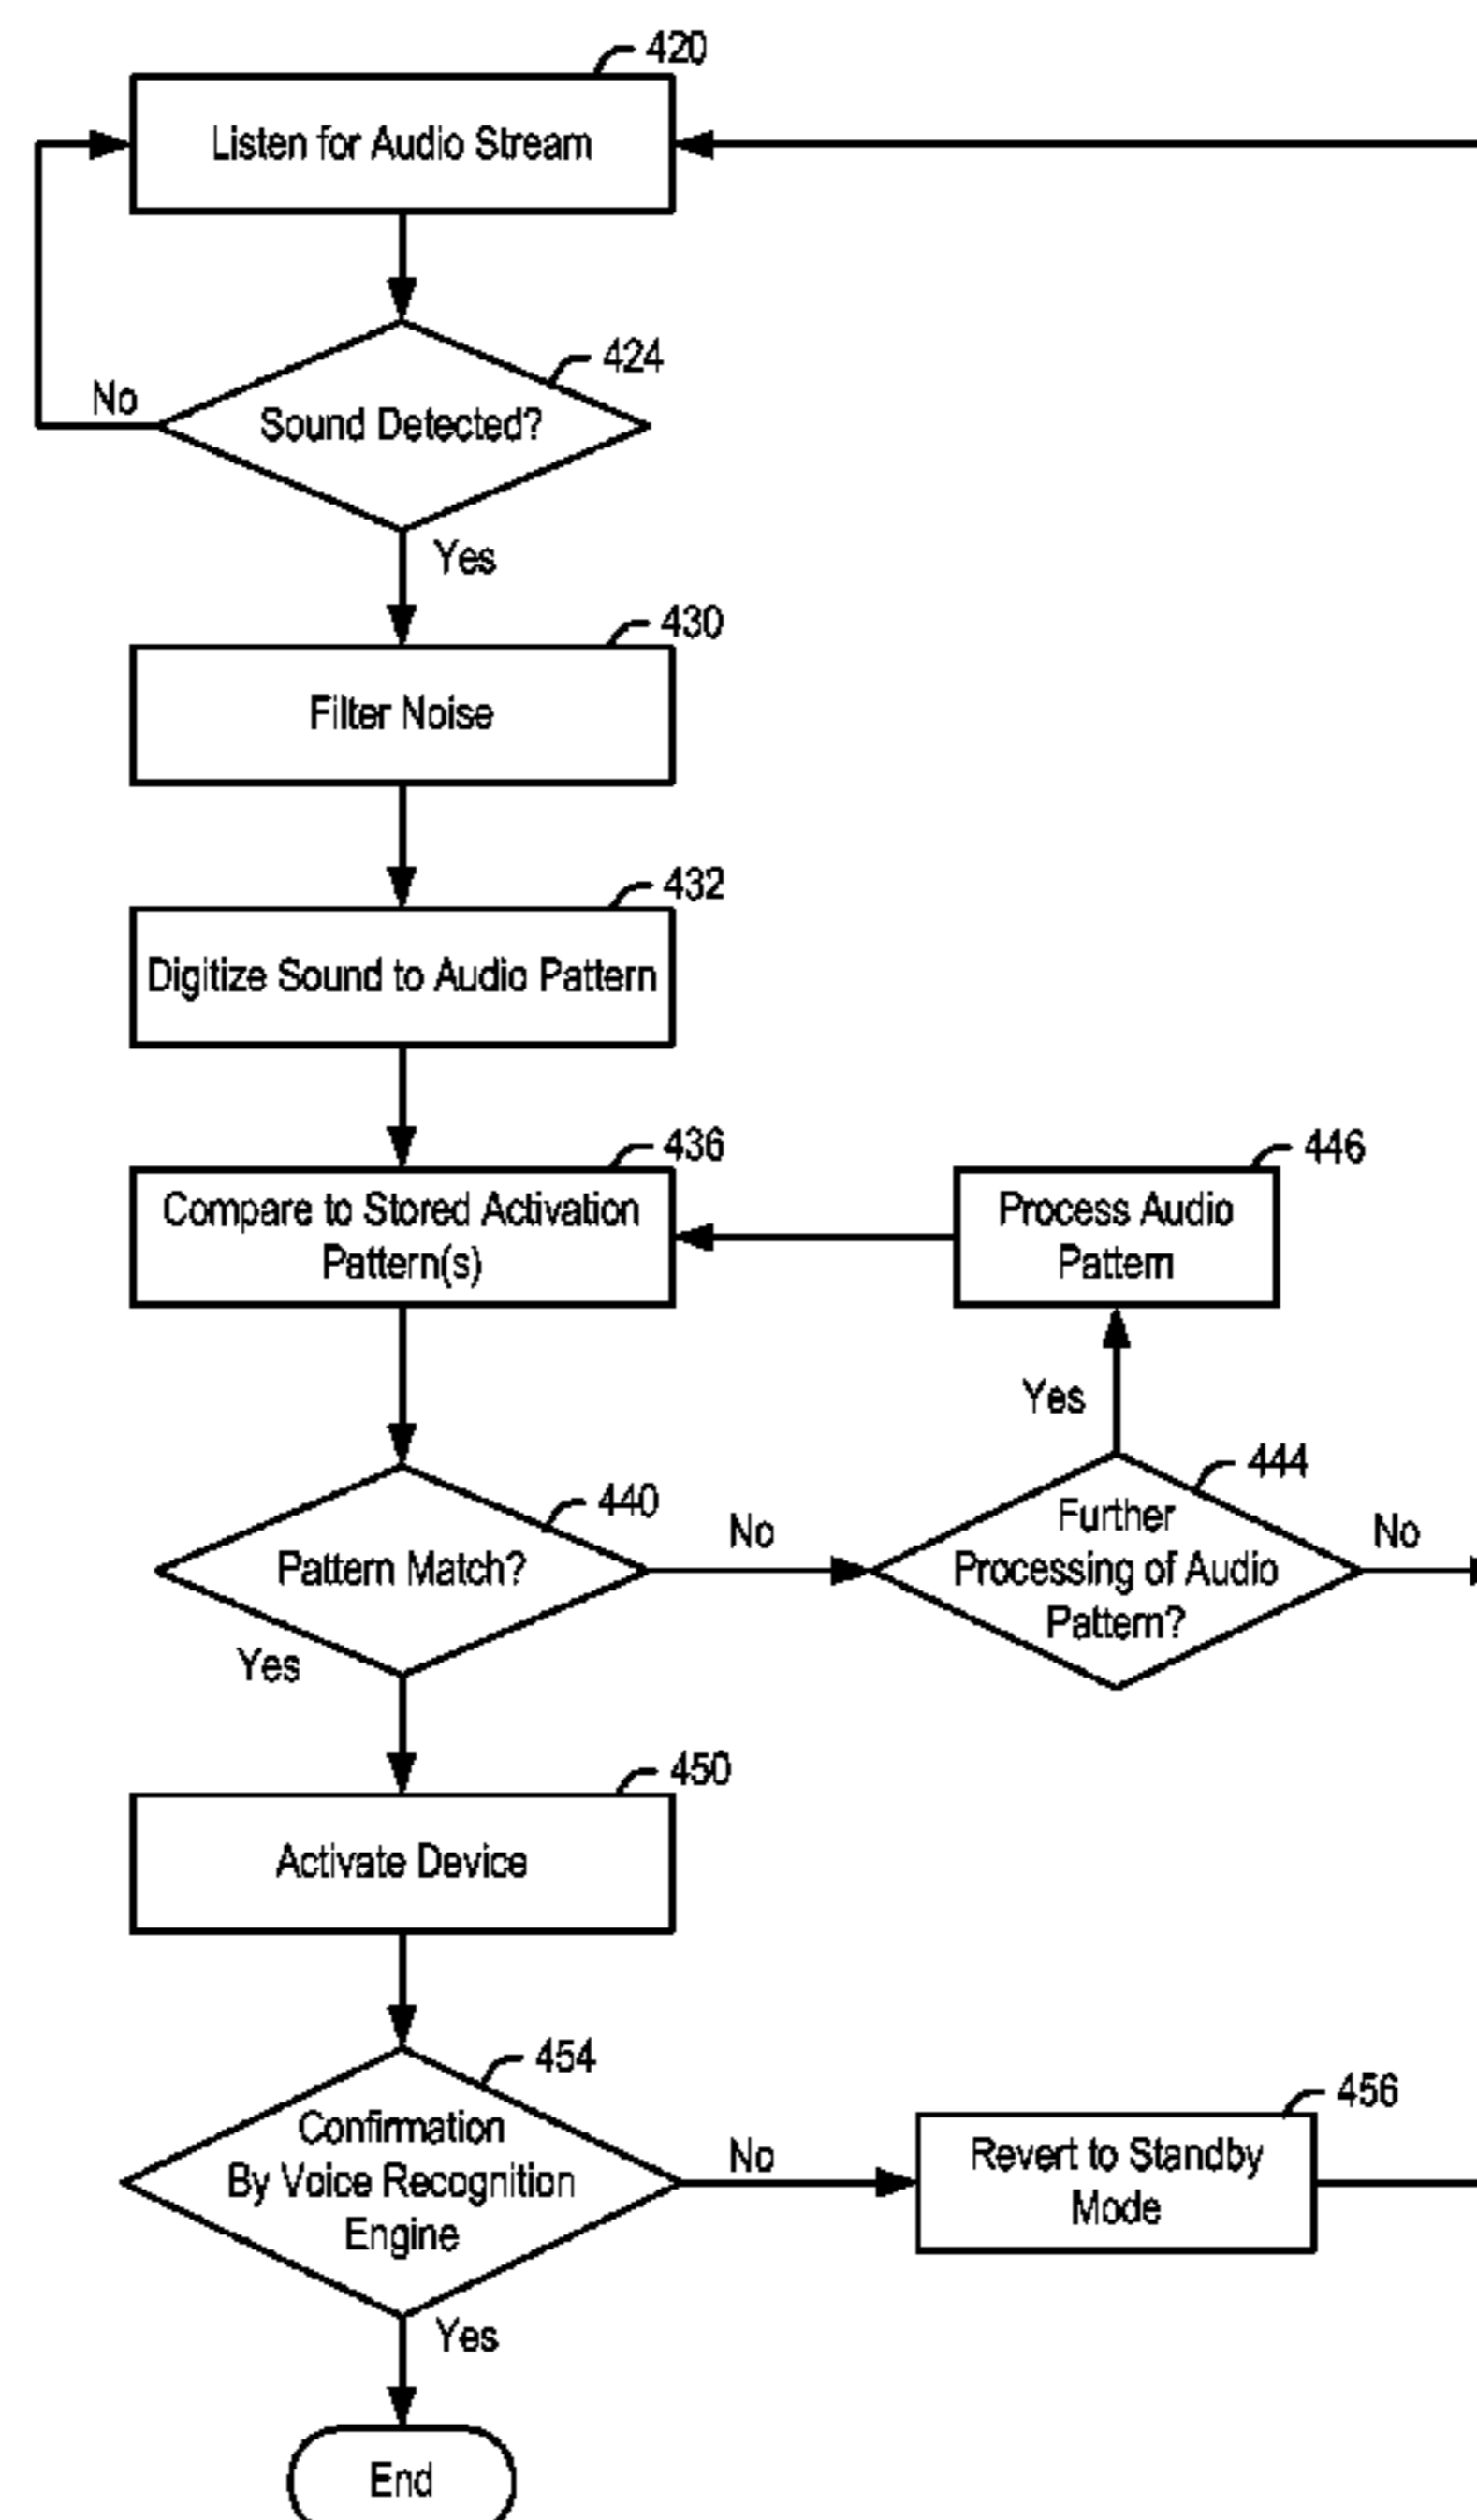 420
Listen for Audio Stream
424
Sound Detected?
No
Yes
430
Filter Noise
432
Digitize Sound to Audio Pattern
436
Compare to Stored Activation
Pattern(s)
446
Process Audio
Pattern
Yes
440
Pattern Match?
No
444
Further
Processing of Audio
Pattern?
No
Yes
450
Activate Device
454
Confirmation
By Voice Recognition
Engine
No
456
Revert to Standby
Mode
Yes
End